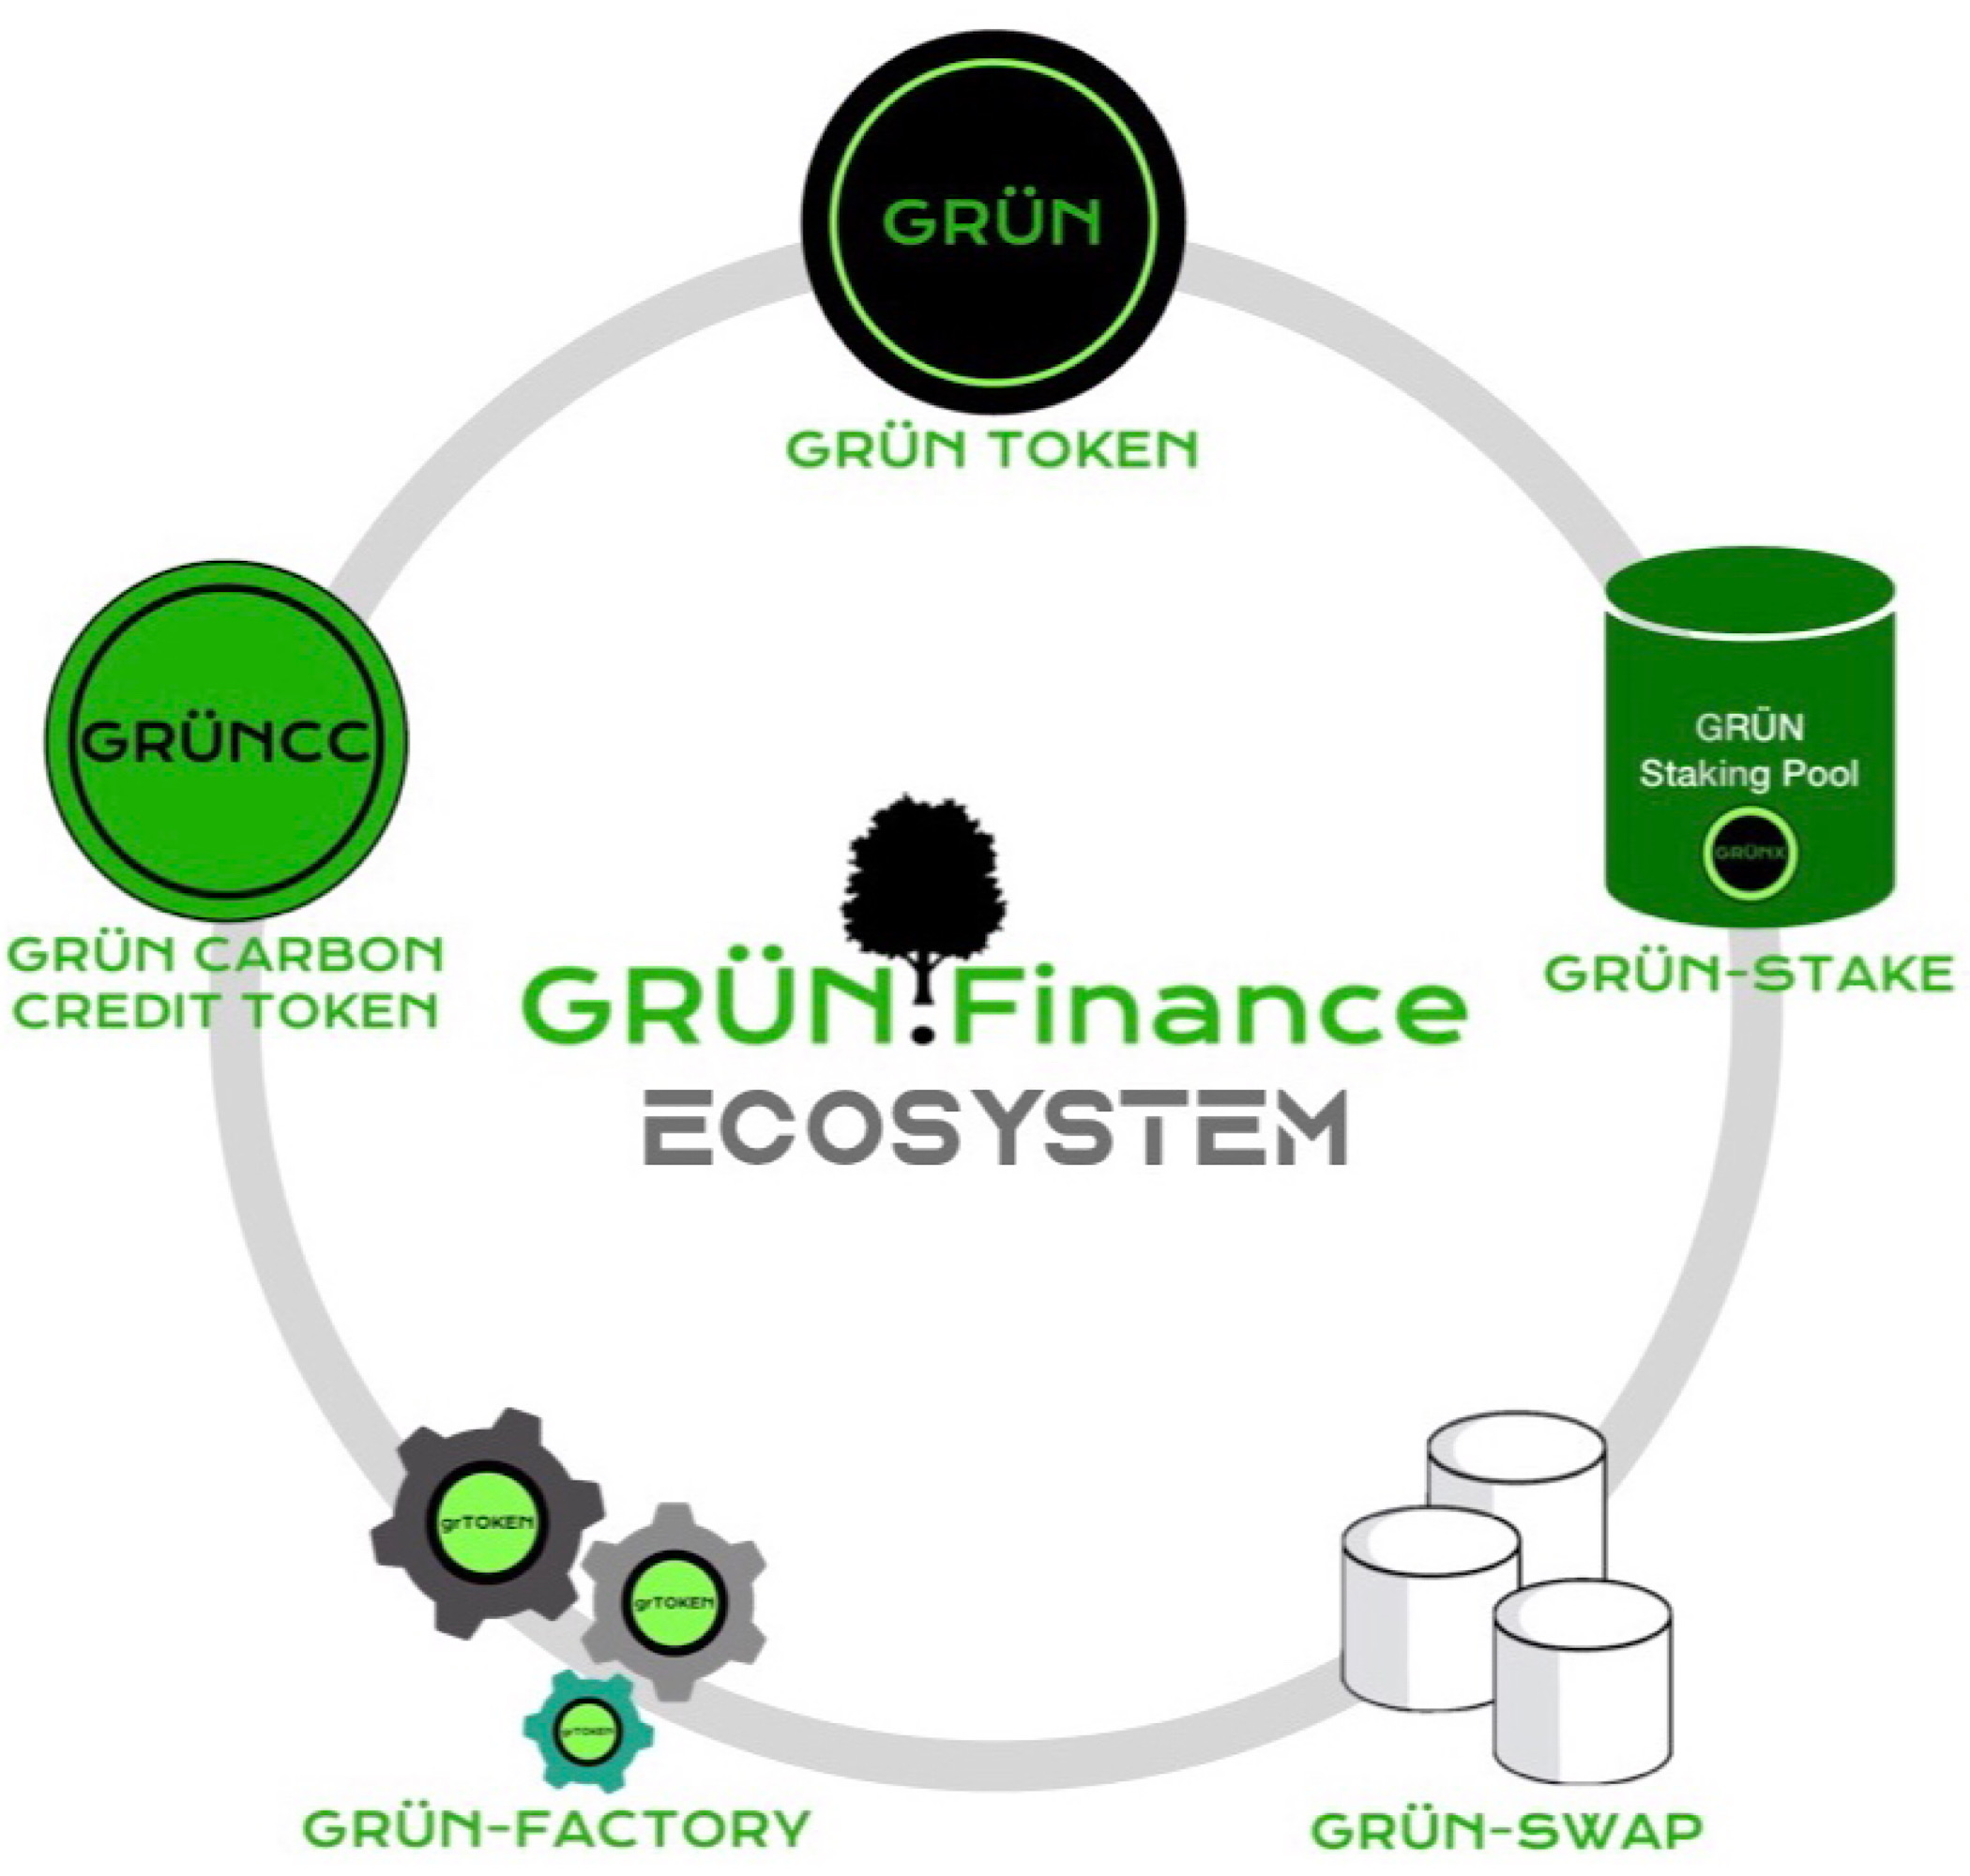 GRÜN
GRÜN TOKEN
GRÜNCC
GRÜN CARBON
CREDIT TOKEN
GRÜN
Staking Pool
GRÜNX
GRÜN-STAKE
GRÜN.Finance
ECOSYSTEM
grTOKEN
grTOKEN
grTOKEN
GRÜN-FACTORY
GRÜN-SWAP